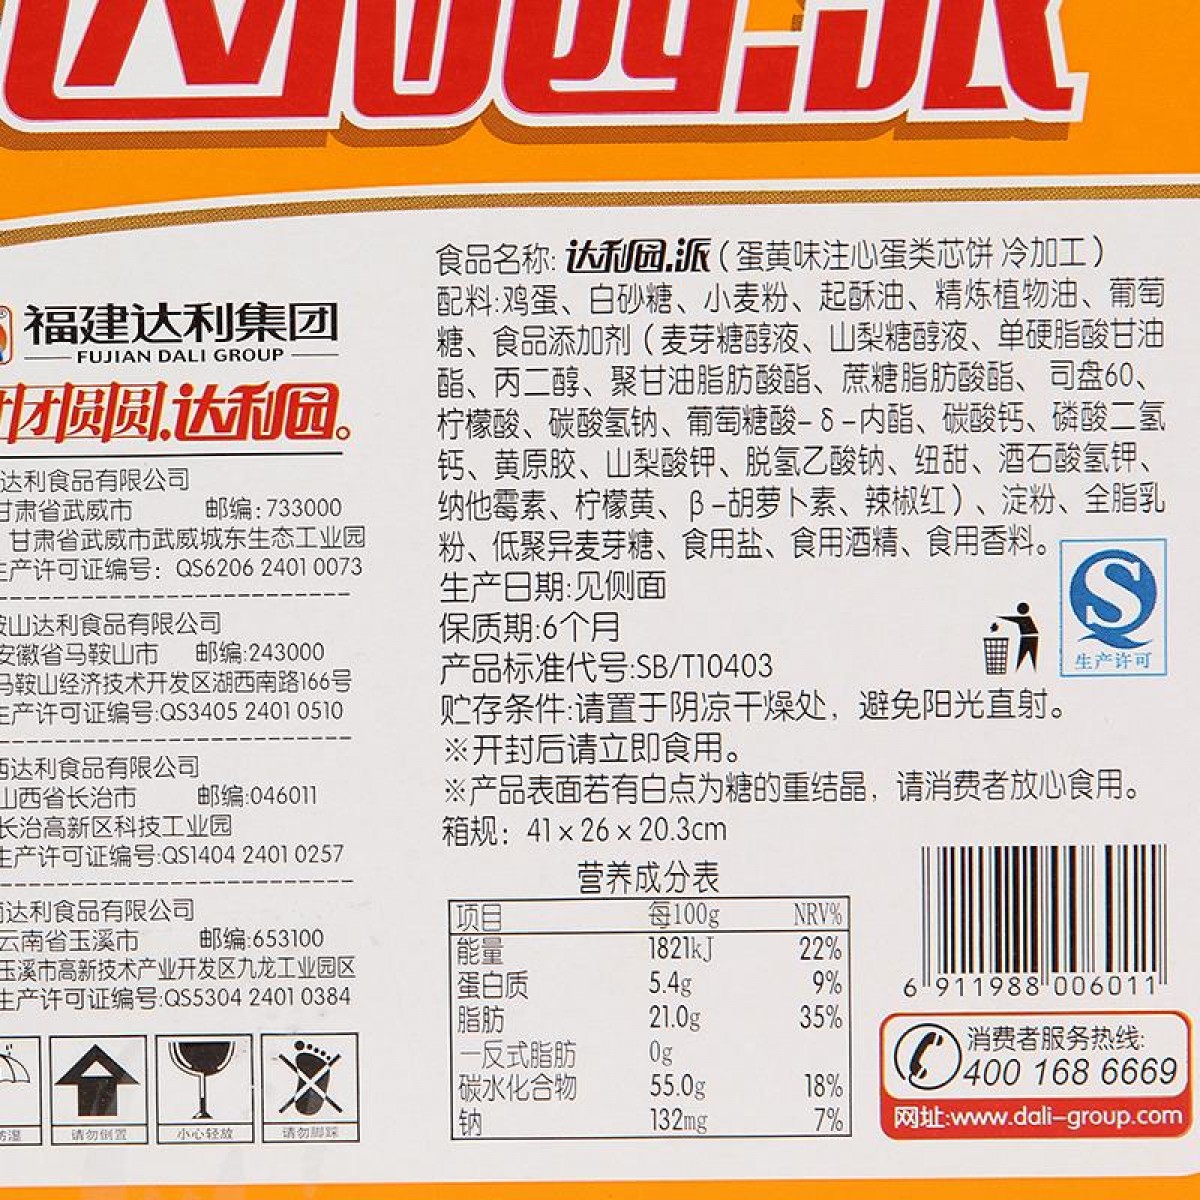 达利园.派
福建达利集团
FUJIAN DALI GROUP
团团圆圆.达利园。
达利食品有限公司
甘肃省武威市 邮编:733000
甘肃省武威市武威城东生态工业园
生产许可证编号: QS6206 2401 0073
鞍山达利食品有限公司
安徽省马鞍山市 邮编:243000
马鞍山经济技术开发区湖西南路166号
生产许可证编号:QS3405 2401 0510
西达利食品有限公司
山西省长治市 邮编:046011
长治高新区科技工业园
生产许可证编号:QS1404 2401 0257
南达利食品有限公司
云南省玉溪市 邮编:653100
玉溪市高新技术产业开发区九龙工业园区
生产许可证编号:QS5304 2401 0384
防湿
请勿倒置
小心轻放
请勿脚踩
食品名称: 达利园.派(蛋黄味注心蛋类芯饼 冷加工)
配料:鸡蛋、白砂糖、小麦粉、起酥油、精炼植物油、葡萄
糖、食品添加剂(麦芽糖醇液、山梨糖醇液、单硬脂酸甘油
酯、丙二醇、聚甘油脂肪酸酯、蔗糖脂肪酸酯、司盘60、
柠檬酸、碳酸氢钠、葡萄糖酸-δ-内酯、碳酸钙、磷酸二氢
钙、黄原胶、山梨酸钾、脱氢乙酸钠、纽甜、酒石酸氢钾、
纳他霉素、柠檬黄、β-胡萝卜素、辣椒红)、淀粉、全脂乳
粉、低聚异麦芽糖、食用盐、食用酒精、食用香料。
生产日期:见侧面
保质期:6个月
产品标准代号:SB/T10403
贮存条件:请置于阴凉干燥处，避免阳光直射。
※开封后请立即食用。
※产品表面若有白点为糖的重结晶，请消费者放心食用。
箱规: 41×26×20.3cm
生产许可
营养成分表
项目 每100g NRV%
能量 1821kJ 22%
蛋白质 5.4g 9%
脂肪 21.0g 35%
一反式脂肪 0g
碳水化合物 55.0g 18%
钠 132mg 7%
6 911988 006011
消费者服务热线:
400 168 6669
网址:www.dali-group.com